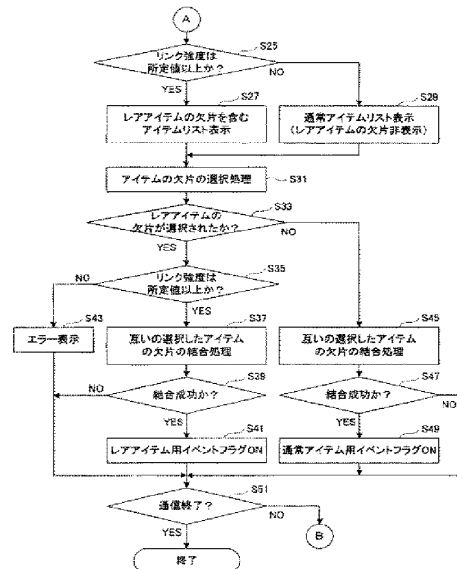 A
S25
リンク強度は
所定値以上か?
NO
YES
S27
レアアイテムの欠片を含む
アイテムリスト表示
S29
通常アイテムリスト表示
(レアアイテムの欠片非表示)
S31
アイテムの欠片の選択処理
S33
レアアイテムの
欠片が選択されたか?
NO
YES
S35
リンク強度は
所定値以上か?
NO
YES
S43
エラー表示
S37
互いの選択したアイテム
の欠片の結合処理
S45
互いの選択したアイテム
の欠片の結合処理
S39
結合成功か?
NO
YES
S47
結合成功か?
NO
YES
S41
レアアイテム用イベントフラグON
S49
通常アイテム用イベントフラグON
S51
通信終了?
NO
YES
B
終了